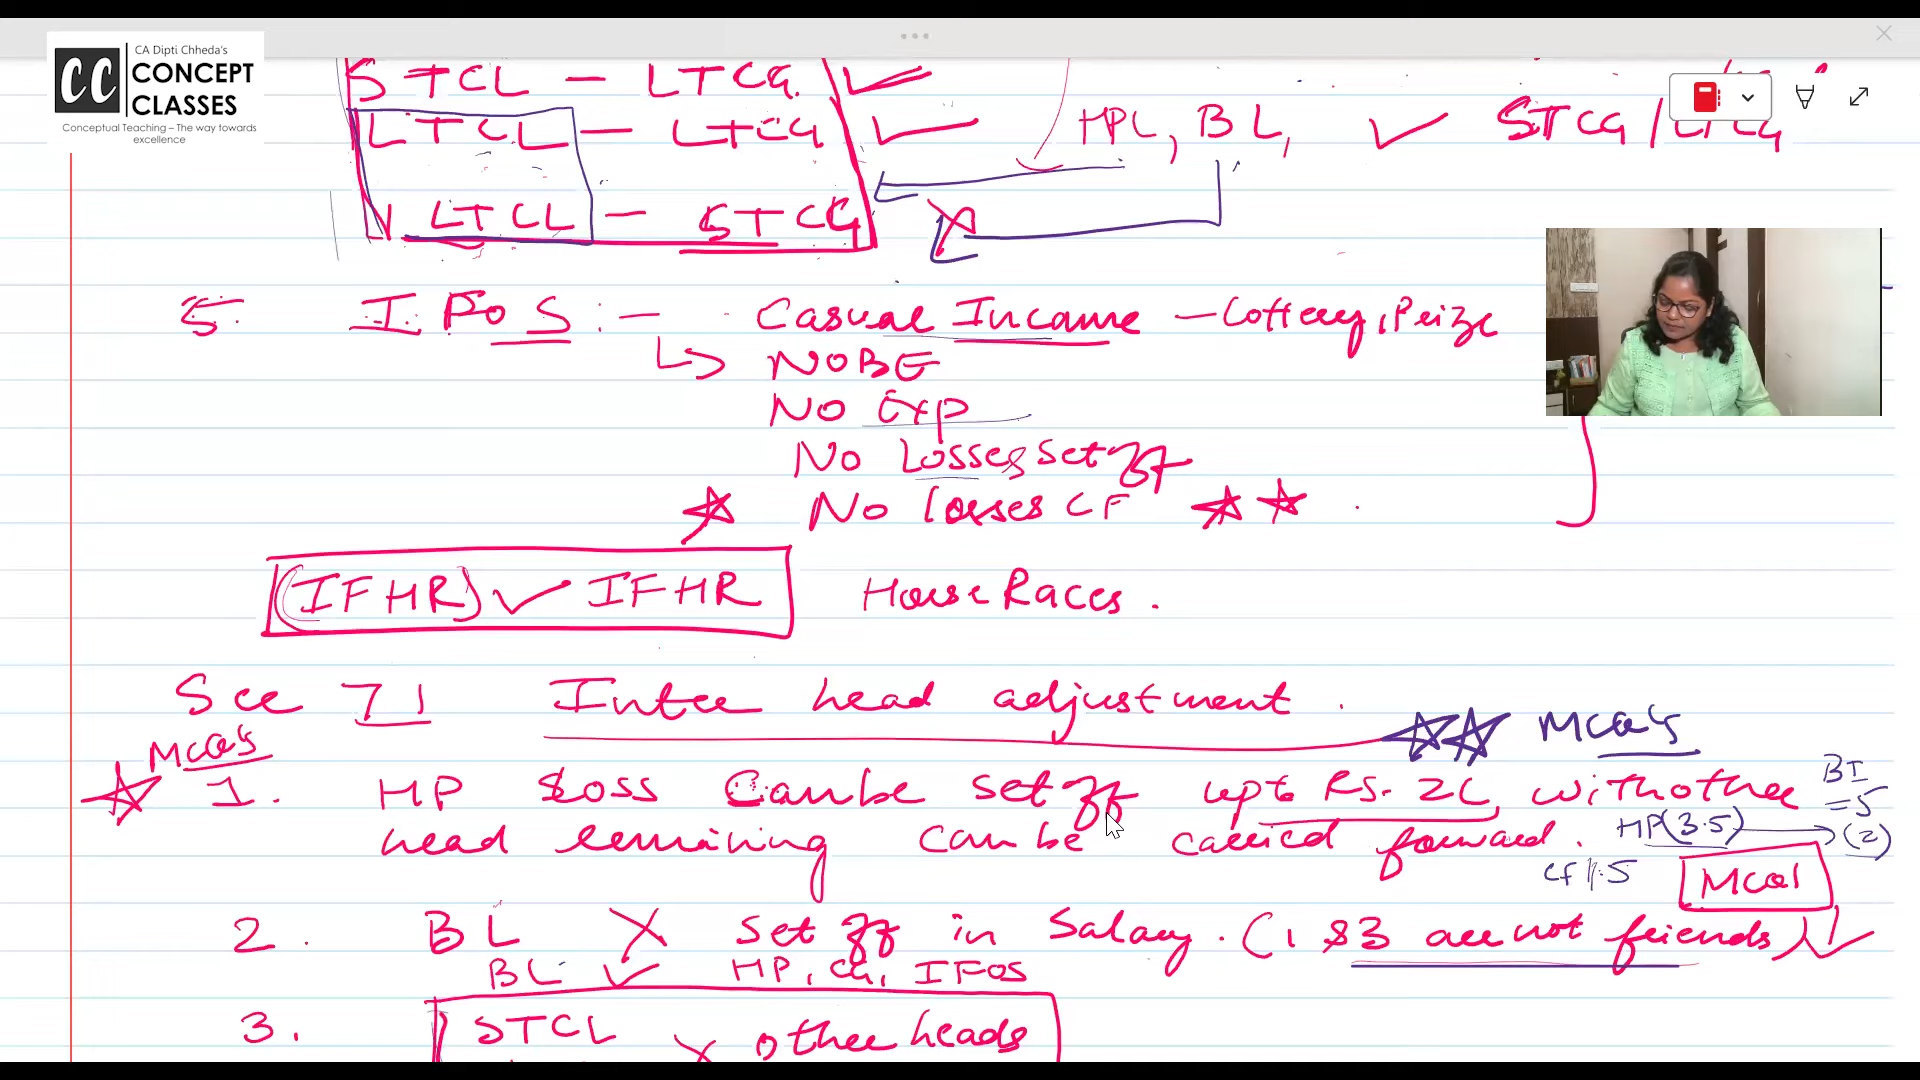 CA Dipti Chheda's
CC CONCEPT
CLASSES
Conceptual Teaching – The way towards
excellence
STCL – LTCG ✓
LTCL – LTCG ✓ HPL, BL, ✓ STCG/LTCG
LTCL – STCG X
5 IFOS :– Casual Income – Lottery, Prize
↳ NOBE
NO Exp
NO Losses set off
☆ NO losses CF ☆ ☆
(IFHR) ✓ IFHR Horse Races.
Sec 71 Inter head adjustment.
MCQ's ☆☆ MCQ's
☆ 1. HP Loss Can be set off upto Rs. 2L with other
BI = 5
head remaining can be carried forward. HP(3.5) → (2)
CF 1.5 MCQ1
2. BL X set off in Salary. (1 & 3 are not friends) ✓
BL ✓ HP, CG, IFOS
3. STCL X other heads